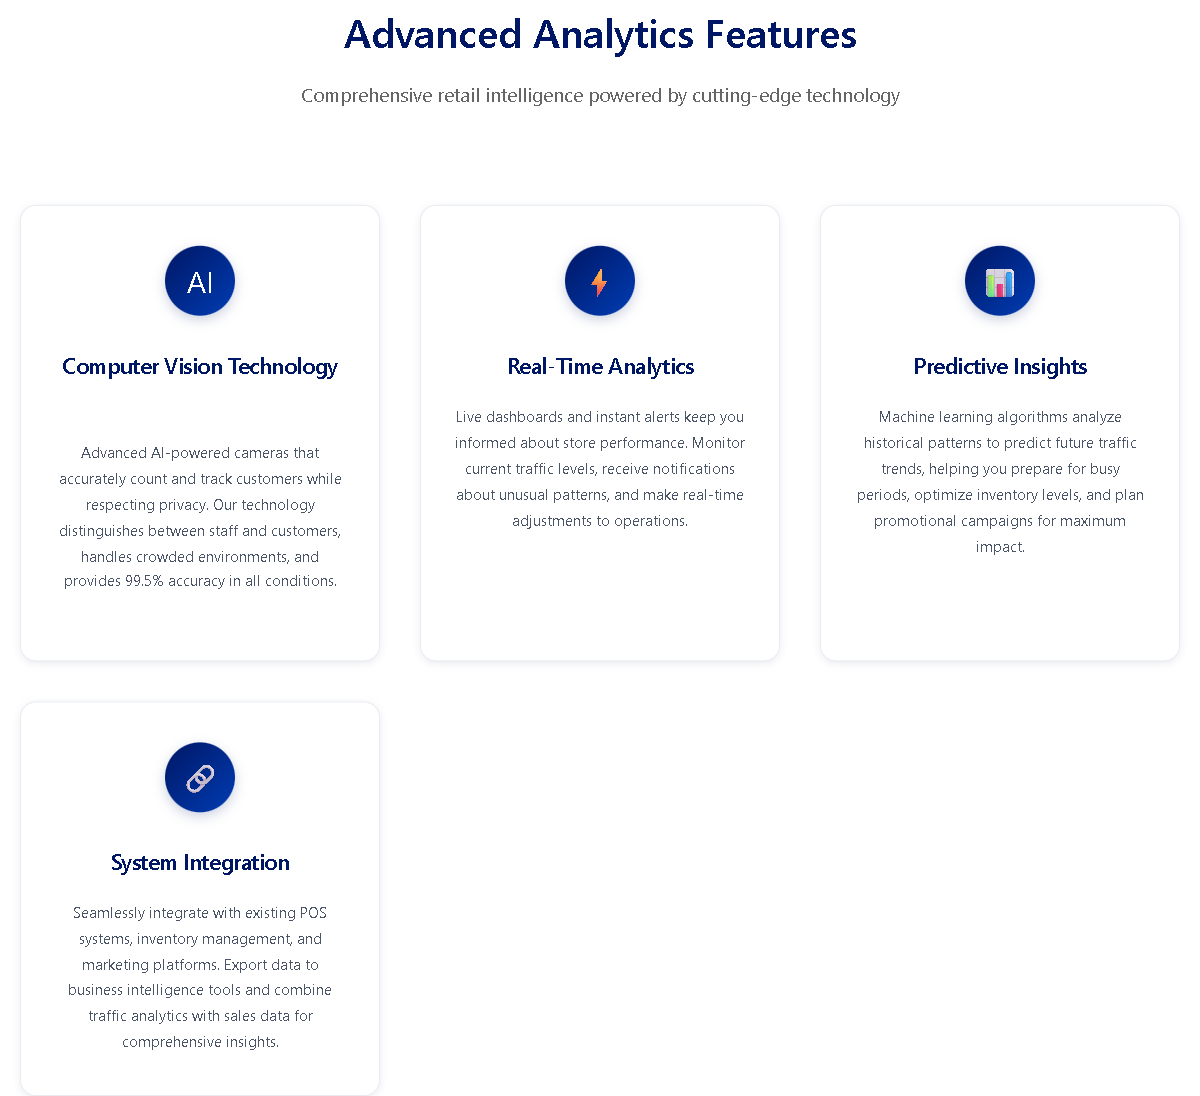 Advanced Analytics Features
Comprehensive retail intelligence powered by cutting-edge technology
AI
Computer Vision Technology
Advanced AI-powered cameras that
accurately count and track customers while
respecting privacy. Our technology
distinguishes between staff and customers,
handles crowded environments, and
provides 99.5% accuracy in all conditions.
Real-Time Analytics
Live dashboards and instant alerts keep you
informed about store performance. Monitor
current traffic levels, receive notifications
about unusual patterns, and make real-time
adjustments to operations.
Predictive Insights
Machine learning algorithms analyze
historical patterns to predict future traffic
trends, helping you prepare for busy
periods, optimize inventory levels, and plan
promotional campaigns for maximum
impact.
System Integration
Seamlessly integrate with existing POS
systems, inventory management, and
marketing platforms. Export data to
business intelligence tools and combine
traffic analytics with sales data for
comprehensive insights.